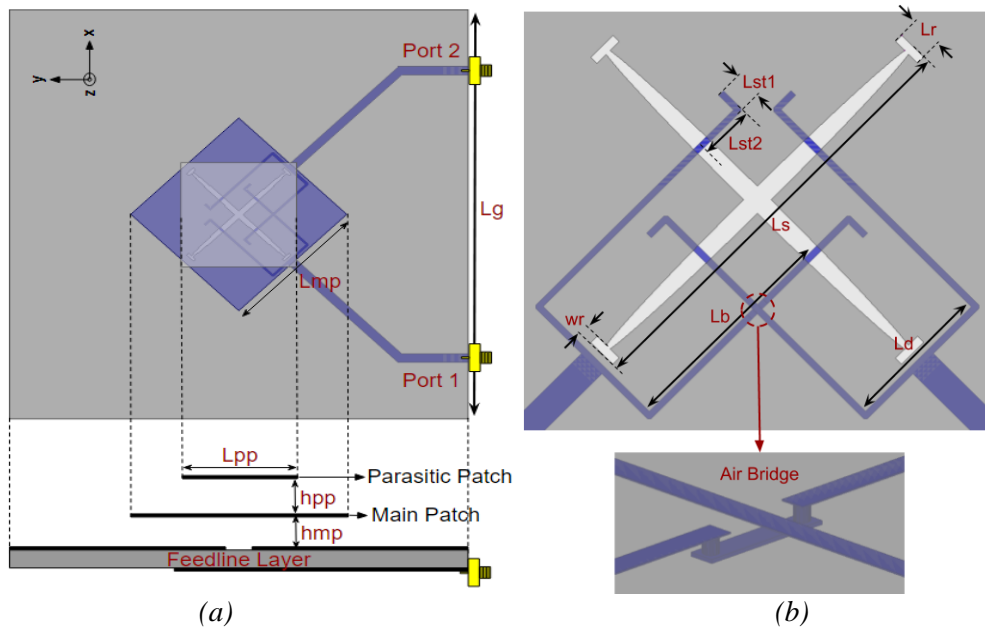 x
y
z
Port 2
Lg
Lmp
Port 1
Lpp
Parasitic Patch
hpp
Main Patch
hmp
Feedline Layer
(a)
Lr
Lst1
Lst2
Ls
wr
Lb
Ld
Air Bridge
(b)